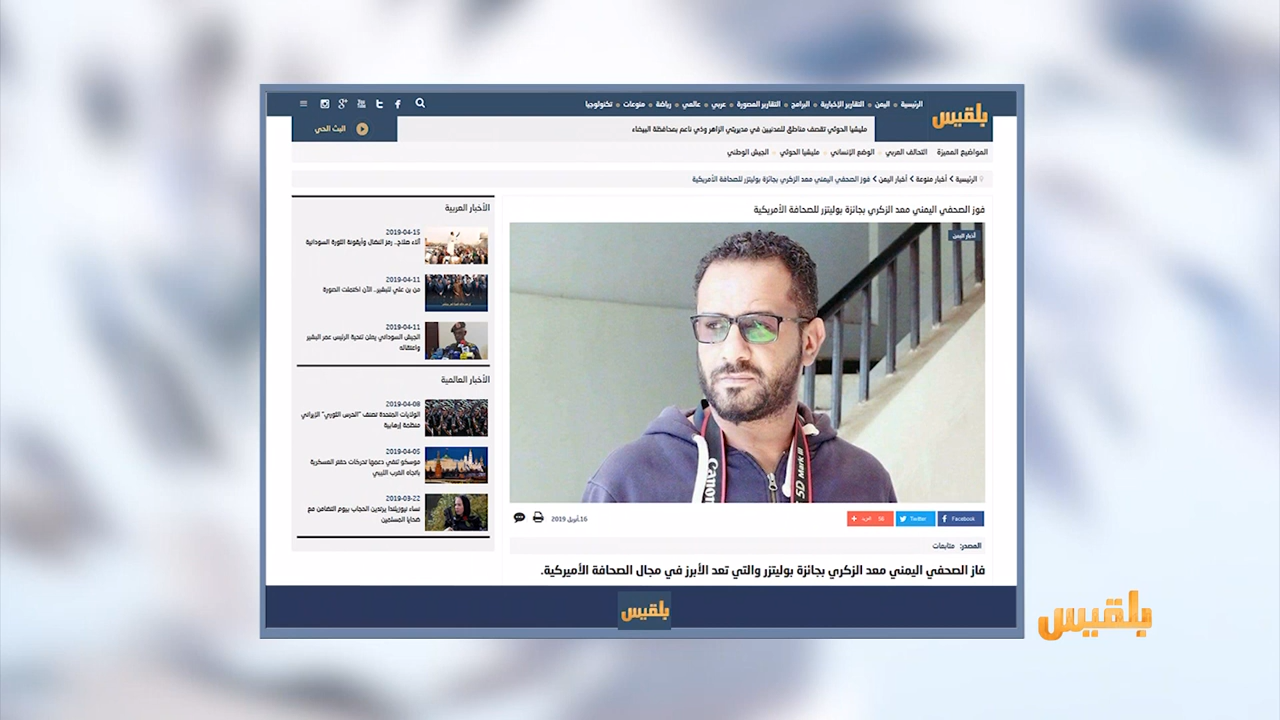 الرئيسية
اليمن
التقارير الإخبارية
البرامج
التقارير المصورة
عربي
عالمي
رياضة
منوعات
تكنولوجيا
بلقيس
مليشيا الحوثي تقصف مناطق للمدنيين في مديريتي الزاهر وذي ناعم بمحافظة البيضاء
البث الحي
المواضيع المميزة
التحالف العربي
الوضع الإنساني
مليشيا الحوثي
الجيش الوطني
الرئيسية > أخبار منوعة > أخبار اليمن > فوز الصحفي اليمني معد الزكري بجائزة بوليتزر للصحافة الأمريكية
فوز الصحفي اليمني معد الزكري بجائزة بوليتزر للصحافة الأمريكية
أخبار اليمن
Canon
5D Mark III
Facebook
Twitter
16,أبريل 2019
المصدر: متابعات
فاز الصحفي اليمني معد الزكري بجائزة بوليتزر والتي تعد الأبرز في مجال الصحافة الأميركية.
الأخبار العربية
2019-04-15
آلاء صلاح.. رمز النضال وأيقونة الثورة السودانية
2019-04-11
من بن علي للبشير.. الآن اكتملت الصورة
2019-04-11
الجيش السوداني يعلن تنحية الرئيس عمر البشير
واعتقاله
الأخبار العالمية
2019-04-08
الولايات المتحدة تصنف "الحرس الثوري" الإيراني
منظمة إرهابية
2019-04-05
موسكو تنفي دعمها تحركات حفتر العسكرية
باتجاه الغرب الليبي
2019-03-22
نساء نيوزيلندا يرتدين الحجاب بيوم التضامن مع
ضحايا المسلمين
بلقيس
بلقيس